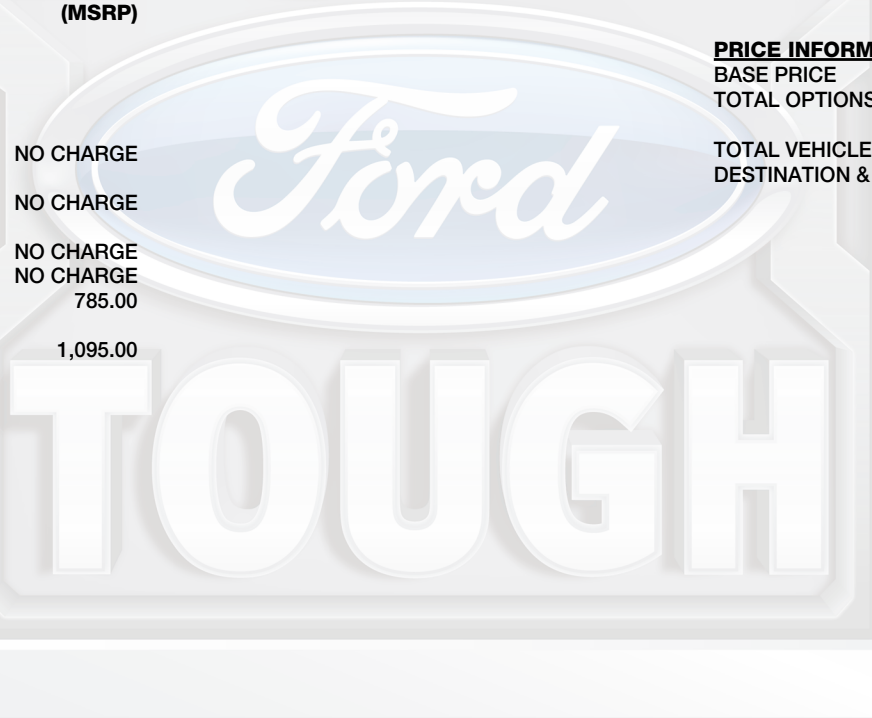 (MSRP)
NO CHARGE
NO CHARGE
NO CHARGE
NO CHARGE
785.00
1,095.00
PRICE INFORM
BASE PRICE
TOTAL OPTIONS
TOTAL VEHICLE
DESTINATION &
Ford
TOUGH